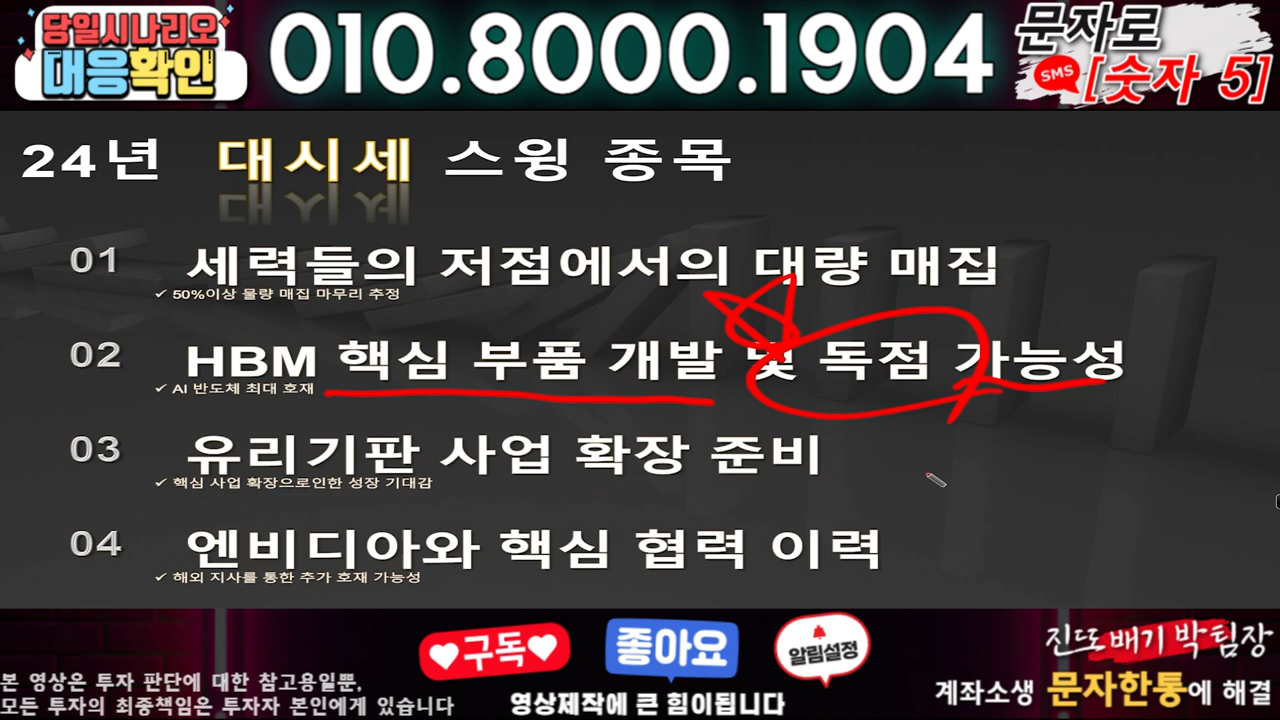 당일시나리오
대응확인
010.8000.1904
문자로
SMS
[숫자 5]
24년 대시세 스윙 종목
01 세력들의 저점에서의 대량 매집
✓ 50%이상 물량 매집 마무리 추정
02 HBM 핵심 부품 개발 및 독점 가능성
✓ AI 반도체 최대 호재
03 유리기판 사업 확장 준비
✓ 핵심 사업 확장으로인한 성장 기대감
04 엔비디아와 핵심 협력 이력
✓ 해외 지사를 통한 추가 호재 가능성
구독
좋아요
알림설정
진또배기 박팀장
본 영상은 투자 판단에 대한 참고용일뿐,
모든 투자의 최종책임은 투자자 본인에게 있습니다
영상제작에 큰 힘이됩니다
계좌소생 문자한통에 해결